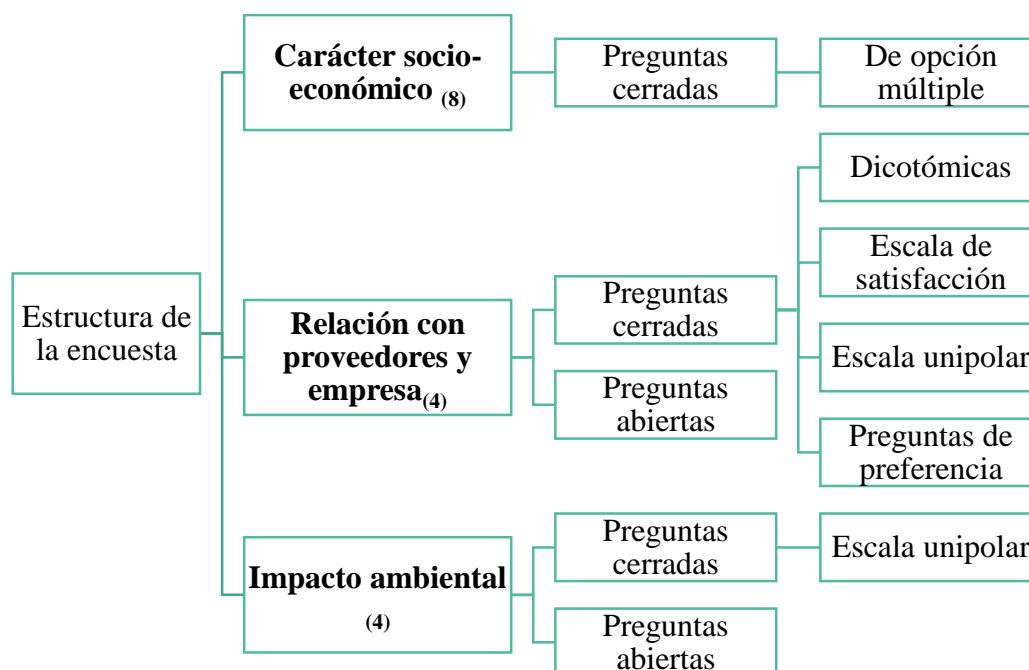 Estructura de
la encuesta
Carácter socio-
económico (8)
Preguntas
cerradas
De opción
múltiple
Relación con
proveedores y
empresa(4)
Preguntas
cerradas
Dicotómicas
Escala de
satisfacción
Escala unipolar
Preguntas de
preferencia
Preguntas
abiertas
Impacto ambiental
(4)
Preguntas
cerradas
Escala unipolar
Preguntas
abiertas